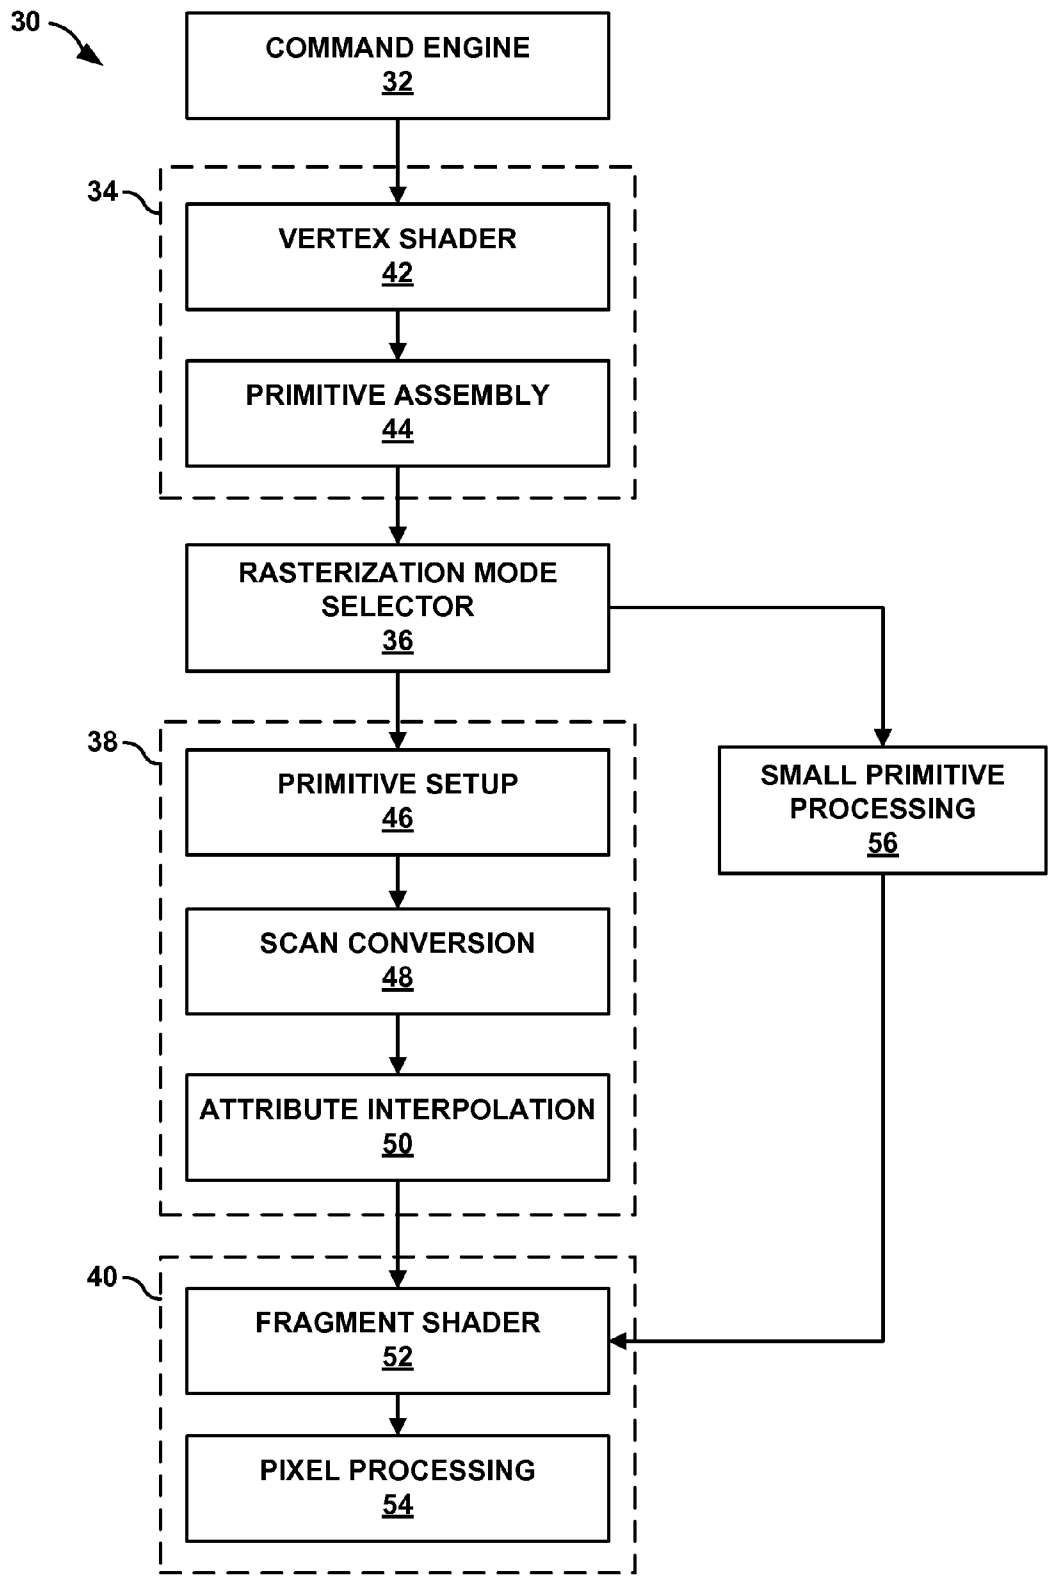 30
COMMAND ENGINE
32
34
VERTEX SHADER
42
PRIMITIVE ASSEMBLY
44
RASTERIZATION MODE
SELECTOR
36
38
PRIMITIVE SETUP
46
SMALL PRIMITIVE
PROCESSING
56
SCAN CONVERSION
48
ATTRIBUTE INTERPOLATION
50
40
FRAGMENT SHADER
52
PIXEL PROCESSING
54